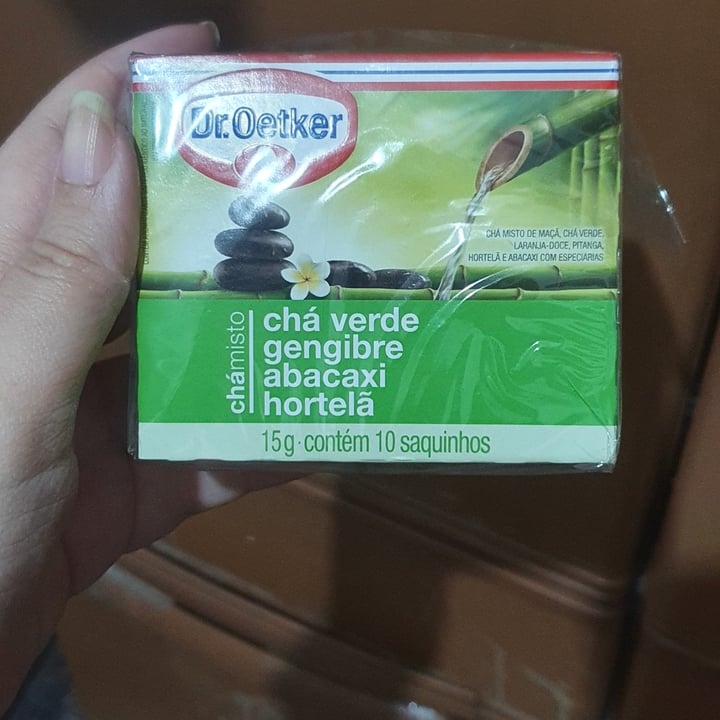 Dr.Oetker
CHÁ MISTO DE MAÇÃ, CHÁ VERDE,
LARANJA-DOCE, PITANGA,
HORTELÃ E ABACAXI COM ESPECIARIAS
chámisto
chá verde
gengibre
abacaxi
hortelã
15g·contém 10 saquinhos